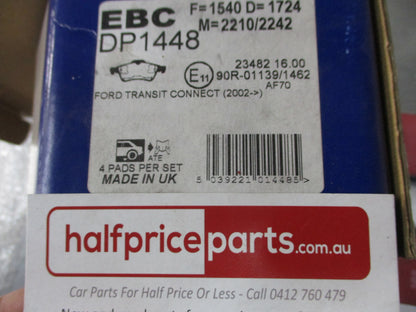 EBC F=1540 D= 1724
M=2210/2242
DP1448
23482 16.00
E11 90R-01139/1462
AF70
FORD TRANSIT CONNECT (2002->)
ATE
4 PADS PER SET
MADE IN UK
5 039221 014485>
halfpriceparts.com.au
Car Parts For Half Price Or Less - Call 0412 760 479